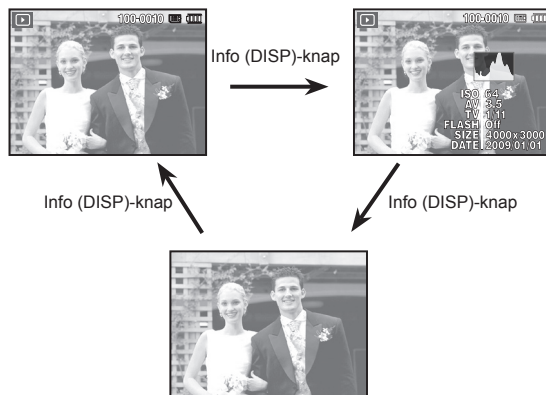 100-0010
100-0010
Info (DISP)-knap
ISO 64
AV 3.5
TV 1/11
FLASH Off
SIZE 4000x3000
DATE 2009.01.01
Info (DISP)-knap
Info (DISP)-knap